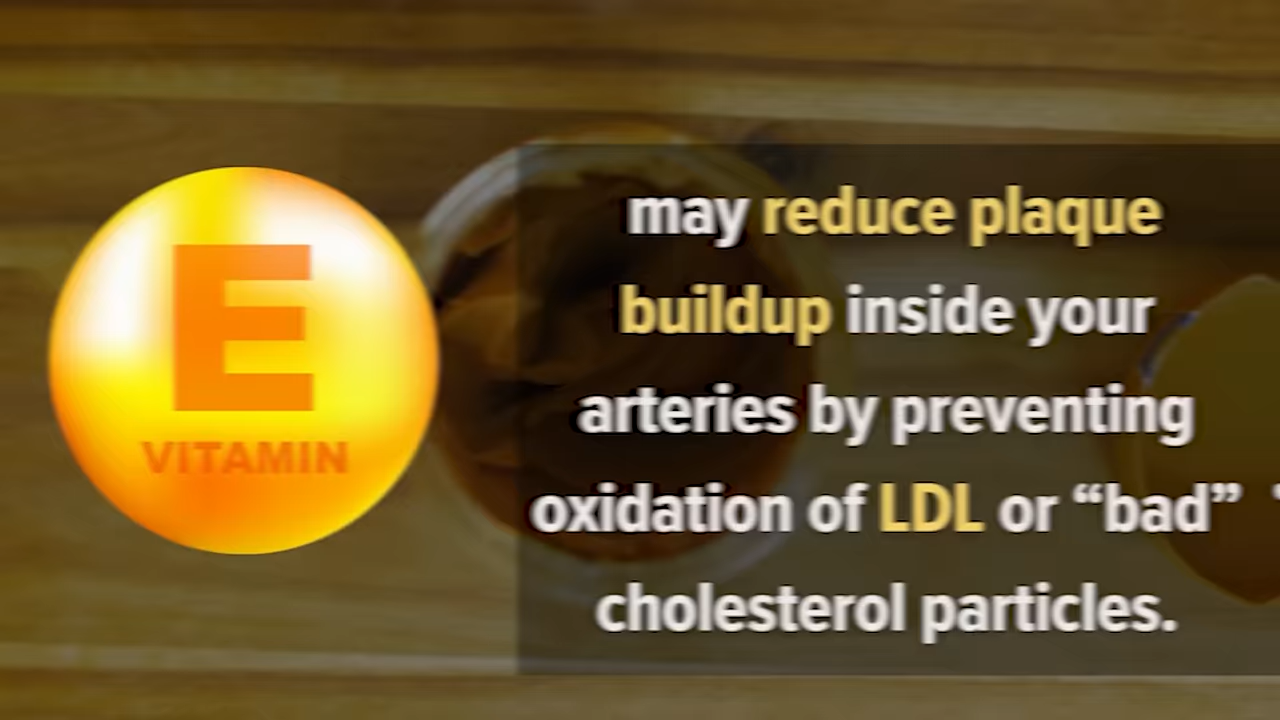 E
VITAMIN
may reduce plaque
buildup inside your
arteries by preventing
oxidation of LDL or “bad”
cholesterol particles.